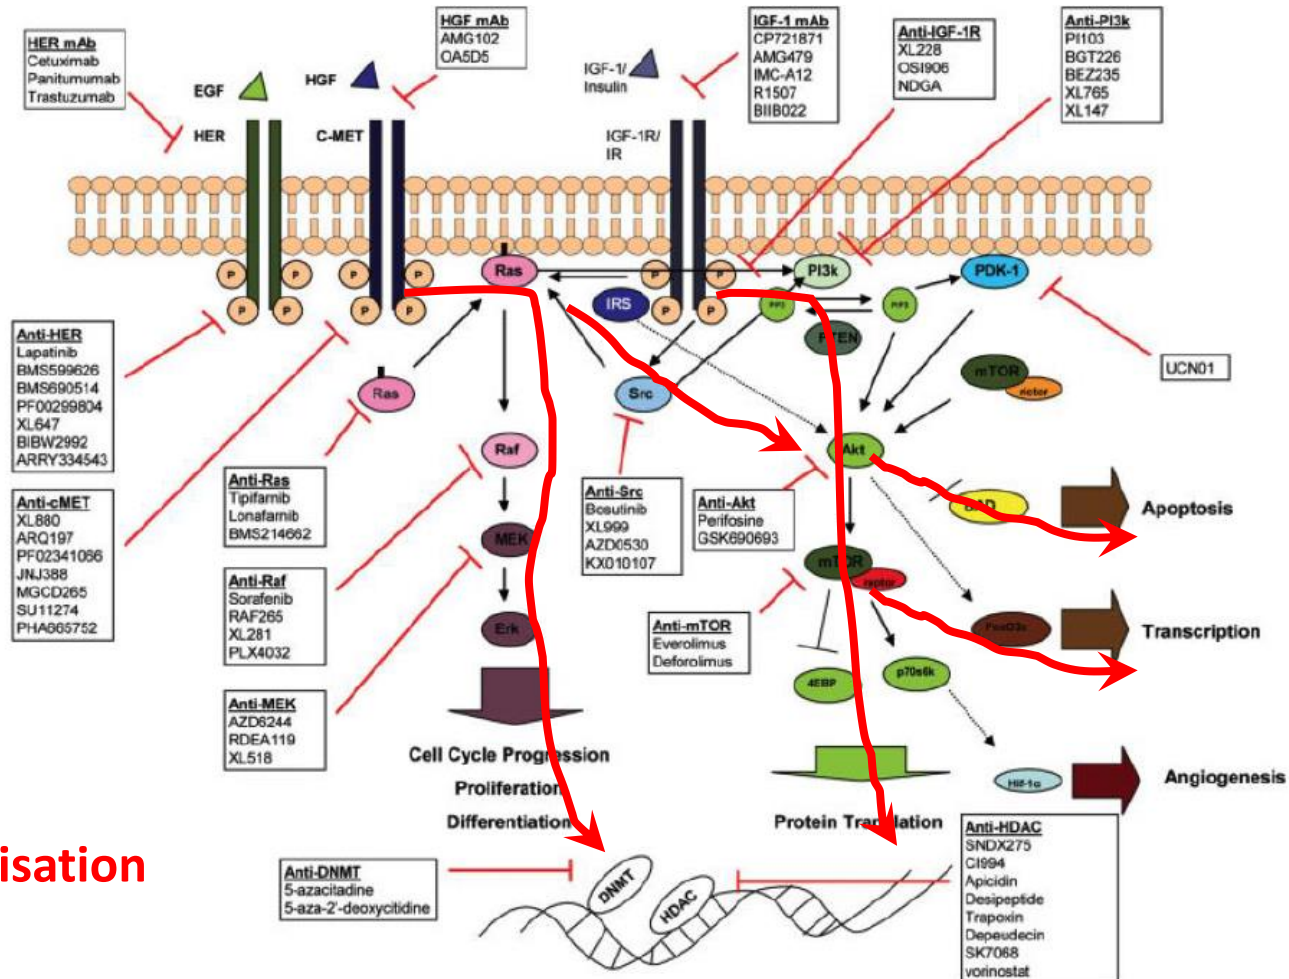 HER mAb
Cetuximab
Panitumumab
Trastuzumab
HGF mAb
AMG102
OA5D5
IGF-1 mAb
CP721871
AMG479
IMC-A12
R1507
BIIB022
Anti-IGF-1R
XL228
OSI906
NDGA
Anti-PI3k
PI103
BGT226
BEZ235
XL765
XL147
EGF
HGF
IGF-1/
Insulin
HER
C-MET
IGF-1R/
IR
P P P P P P P P
P P P P
Ras
PI3k
PDK-1
IRS
PTEN
mTOR
rictor
UCN01
Anti-HER
Lapatinib
BMS599626
BMS690514
PF00299804
XL647
BIBW2992
ARRY334543
Ras
Src
Raf
Akt
Anti-cMET
XL880
ARQ197
PF02341066
JNJ388
MGCD265
SU11274
PHA665752
Anti-Ras
Tipifarnib
Lonafarnib
BMS214662
Anti-Src
Bosutinib
XL999
AZD0530
KX010107
Anti-Akt
Perifosine
GSK690693
Apoptosis
MEK
mTOR
raptor
Anti-Raf
Sorafenib
RAF265
XL281
PLX4032
Erk
Anti-mTOR
Everolimus
Deforolimus
Transcription
4EBP
p70s6k
Anti-MEK
AZD6244
RDEA119
XL518
Cell Cycle Progression
Proliferation
Differentiation
Hif-1α
Angiogenesis
Protein Translation
isation
Anti-DNMT
5-azacitadine
5-aza-2'-deoxycitidine
DNMT
HDAC
Anti-HDAC
SNDX275
CI994
Apicidin
Desipeptide
Trapoxin
Depeudecin
SK7068
vorinostat